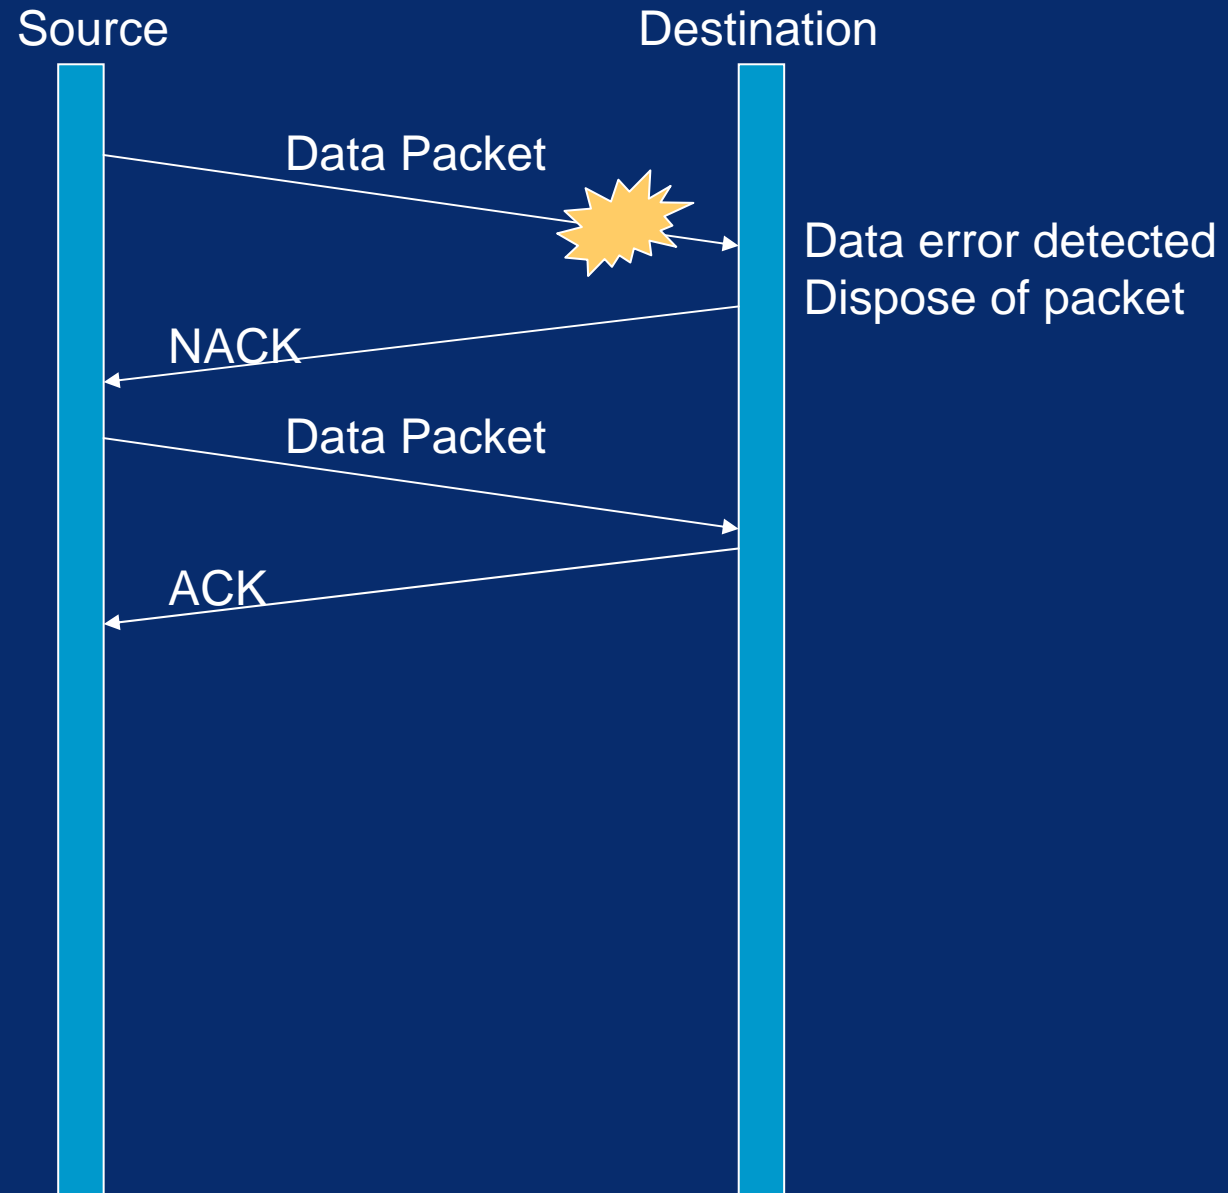 Source
Destination
Data Packet
Data error detected
Dispose of packet
NACK
Data Packet
ACK